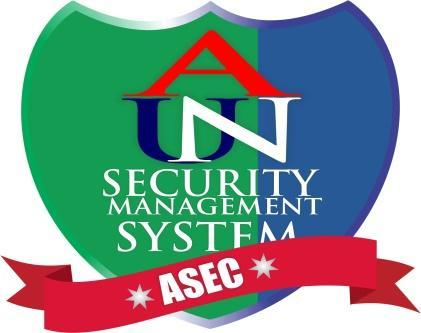 AUN
SECURITY
MANAGEMENT
SYSTEM
ASEC